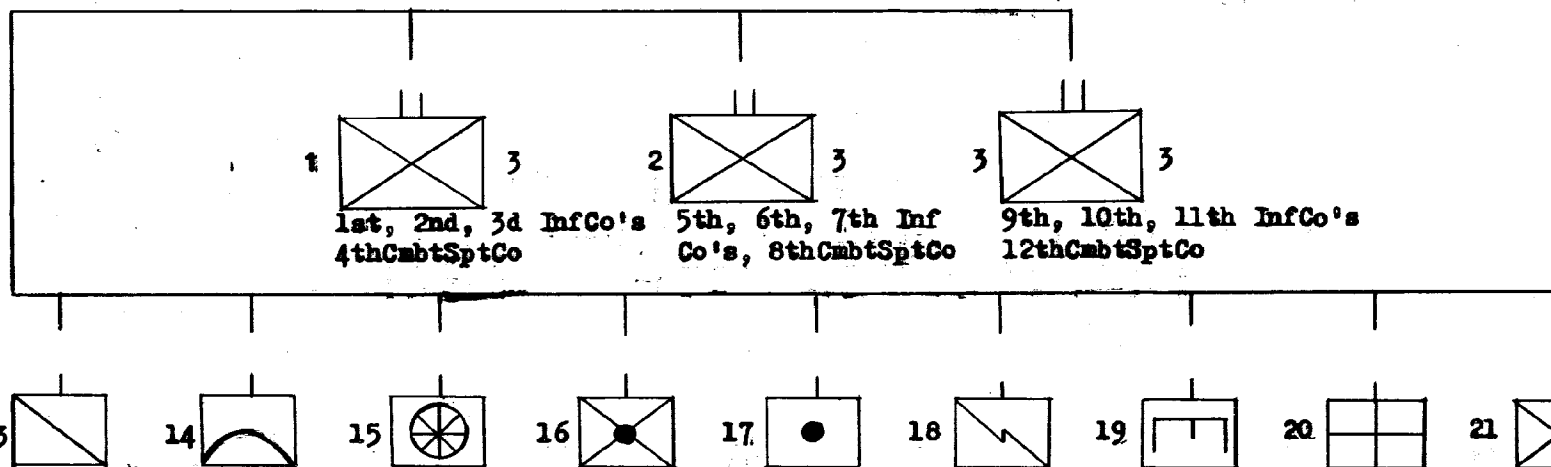 1 3 2 3 3 3
1st, 2nd, 3d InfCo's 5th, 6th, 7th Inf 9th, 10th, 11th InfCo's
4thCmbtSptCo Co's, 8thCmbtSptCo 12thCmbtSptCo
3 14 15 16 17 18 19 20 21